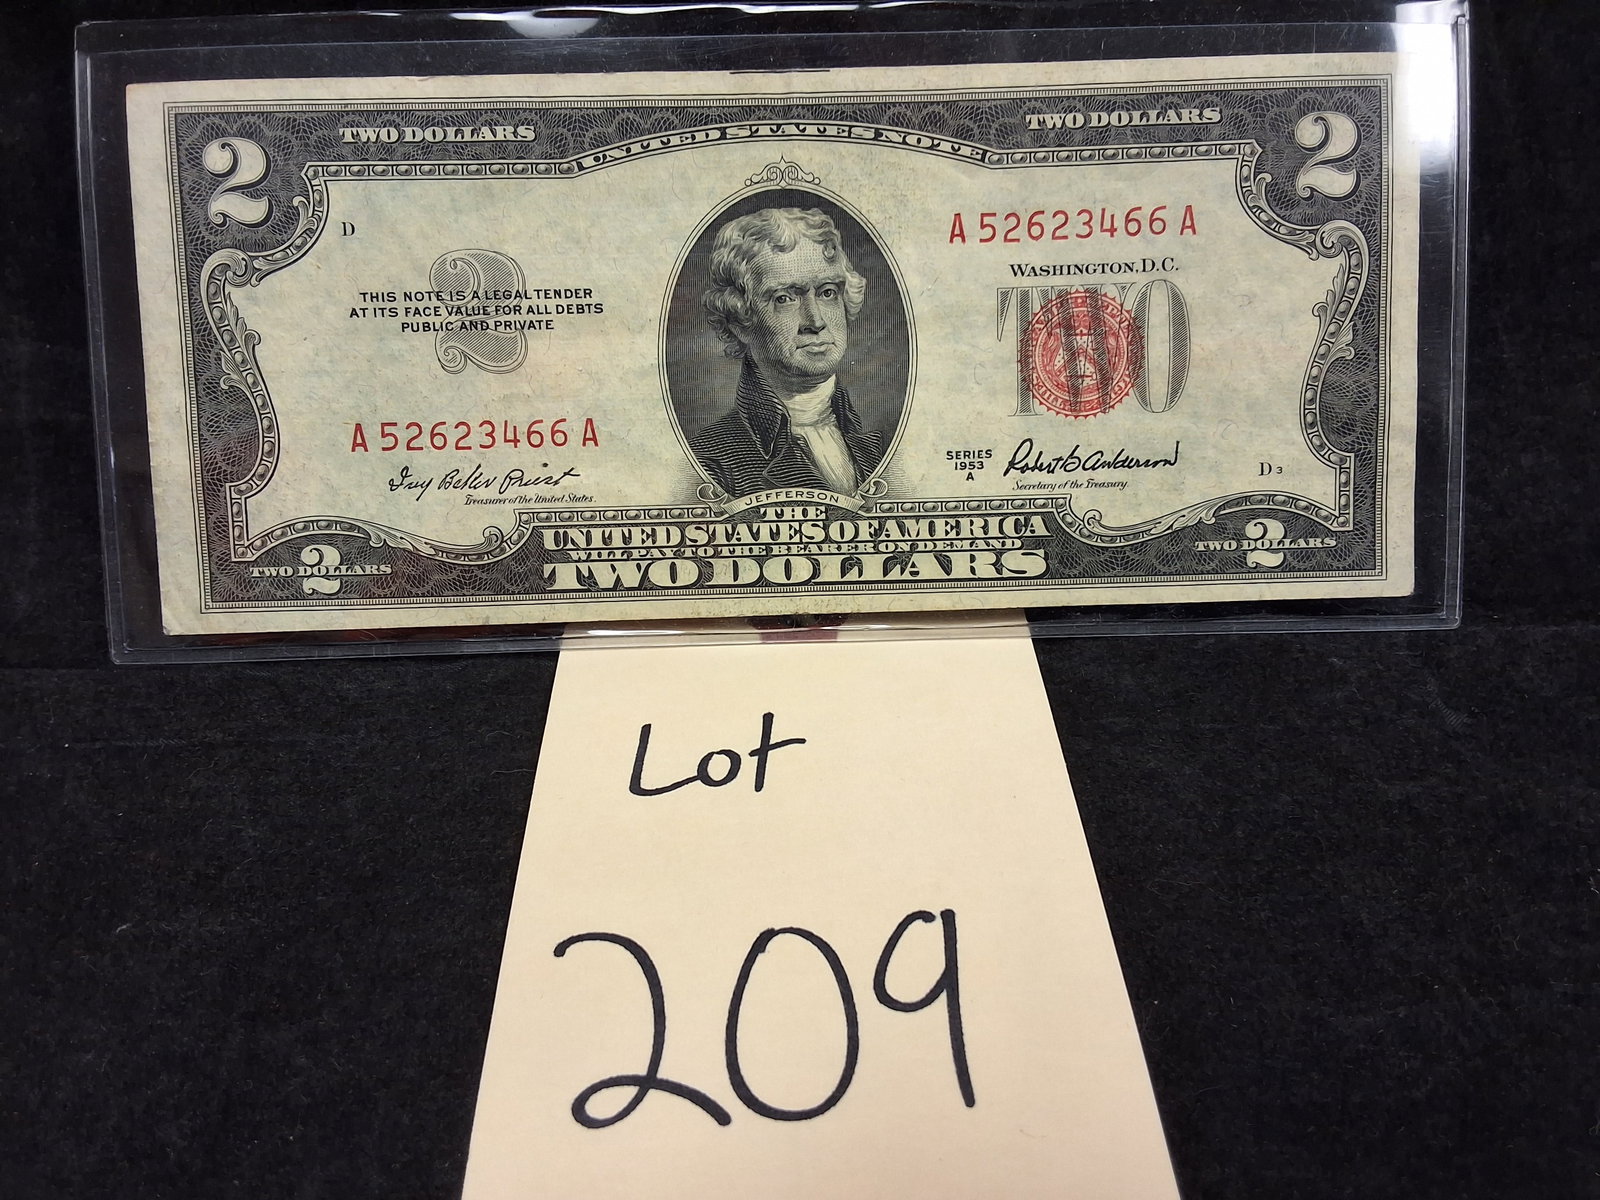 TWO DOLLARS
UNITED STATES NOTE
TWO DOLLARS
2
2
D
A 52623466 A
WASHINGTON, D.C.
2
THIS NOTE IS A LEGAL TENDER
AT ITS FACE VALUE FOR ALL DEBTS
PUBLIC AND PRIVATE
TWO
A 52623466 A
Ivy Baker Priest
Treasurer of the United States.
SERIES
1953
A
Robert B Anderson
Secretary of the Treasury.
D 3
JEFFERSON
THE
UNITED STATES OF AMERICA
WILL PAY TO THE BEARER ON DEMAND
TWO DOLLARS
2
TWO DOLLARS
2
TWO DOLLARS
Lot
209